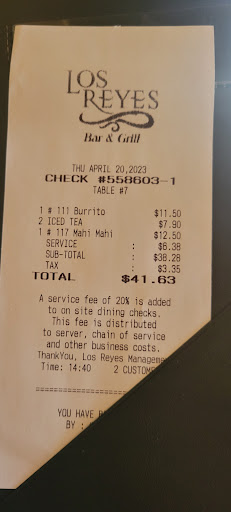 LOS
REYES
Bar & Grill
THU APRIL 20,2023
CHECK #558603-1
TABLE #7
1 # 111 Burrito $11.50
2 ICED TEA $7.90
1 # 117 Mahi Mahi $12.50
SERVICE : $6.38
SUB-TOTAL : $38.28
TAX : $3.35
TOTAL $41.63
A service fee of 20% is added
to on site dining checks.
This fee is distributed
to server, chain of service
and other business costs.
ThankYou, Los Reyes Manageme
Time: 14:40 2 CUSTOME
YOU HAVE
BY :